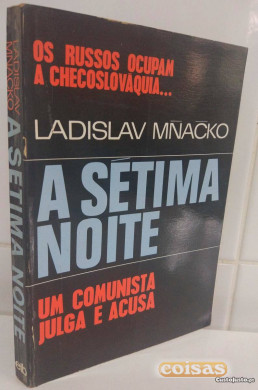 OS RUSSOS OCUPAM
A CHECOSLOVÁQUIA...
LADISLAV MŇAČKO
A SÉTIMA
NOITE
UM COMUNISTA
JULGA E ACUSA
LADISLAV MŇAČKO
A SÉTIMA NOITE
coisas